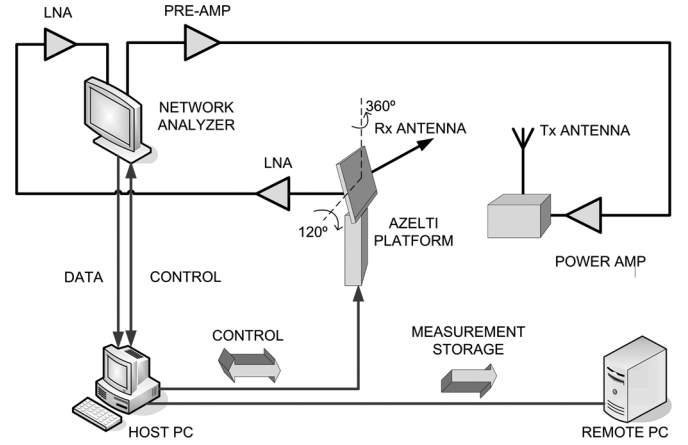 LNA
PRE-AMP
NETWORK
ANALYZER
360º
Rx ANTENNA
Tx ANTENNA
LNA
120º
AZELTI
PLATFORM
POWER AMP
DATA
CONTROL
CONTROL
MEASUREMENT
STORAGE
HOST PC
REMOTE PC